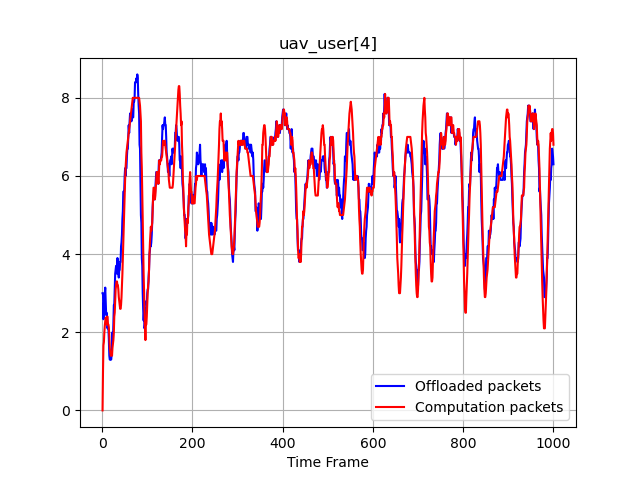 uav_user[4]
8
6
4
2
0
0 200 400 600 800 1000
Offloaded packets
Computation packets
Time Frame